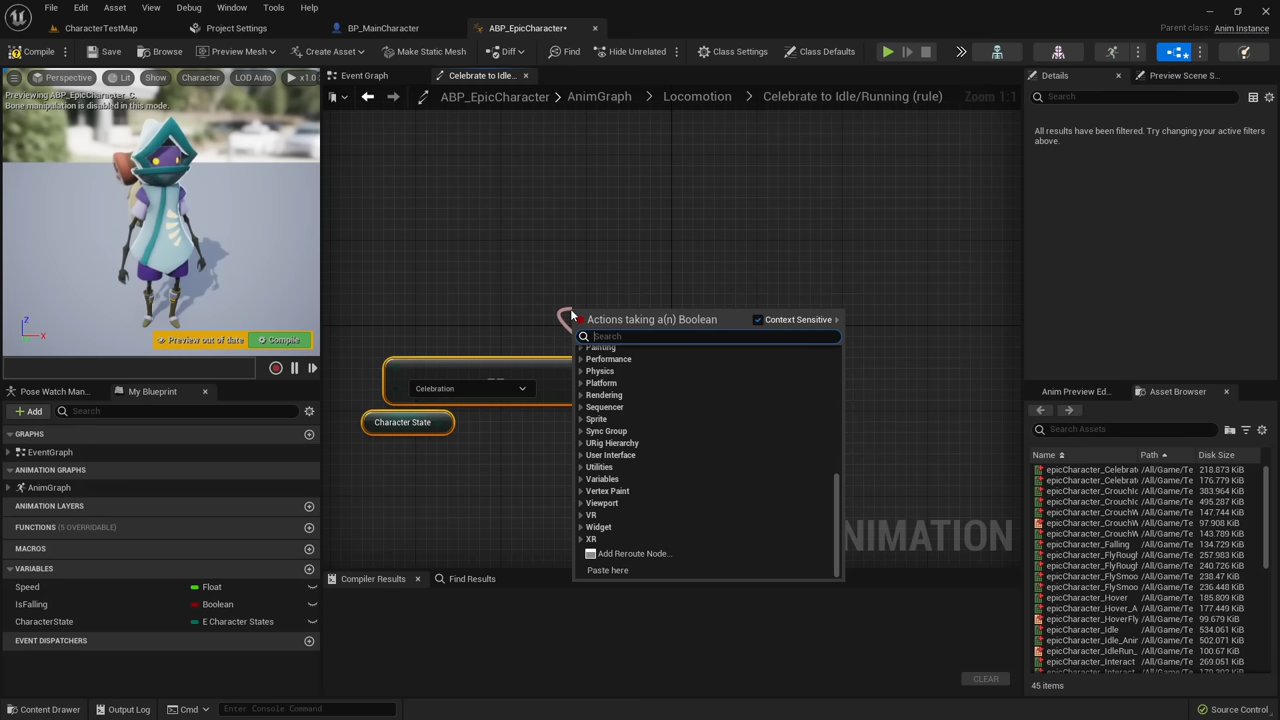 File Edit Asset View Debug Window Tools Help
CharacterTestMap Project Settings BP_MainCharacter ABP_EpicCharacter• Parent class: Anim Instance
Compile Save Browse Preview Mesh Create Asset Make Static Mesh Diff Find Hide Unrelated Class Settings Class Defaults
Perspective Lit Show Character LOD Auto x1.0
Previewing ABP_EpicCharacter_C.
Bone manipulation is disabled in this mode.
Event Graph Celebrate to Idle...
ABP_EpicCharacter > AnimGraph > Locomotion > Celebrate to Idle/Running (rule) Zoom 1:1
Details Preview Scene S...
Search
All results have been filtered. Try changing your active filters
above.
Actions taking a(n) Boolean Context Sensitive
Search
Painting
Performance
Physics
Platform
Rendering
Sequencer
Sprite
Sync Group
URig Hierarchy
User Interface
Utilities
Variables
Vertex Paint
Viewport
VR
Widget
XR
Add Reroute Node...
Paste here
Celebration
Character State
ANIMATION
Z
X
Preview out of date Compile
Pose Watch Man... My Blueprint
Add Search
GRAPHS
EventGraph
ANIMATION GRAPHS
AnimGraph
ANIMATION LAYERS
FUNCTIONS (5 OVERRIDABLE)
MACROS
VARIABLES
Speed Float
IsFalling Boolean
CharacterState E Character States
EVENT DISPATCHERS
Compiler Results Find Results
CLEAR
Anim Preview Ed... Asset Browser
Search Assets
Name Path Disk Size
epicCharacter_Celebrat /All/Game/Te 218.873 KiB
epicCharacter_Celebrat /All/Game/Te 176.779 KiB
epicCharacter_CrouchIc /All/Game/Te 383.964 KiB
epicCharacter_CrouchIc /All/Game/Te 495.287 KiB
epicCharacter_CrouchW /All/Game/Te 147.744 KiB
epicCharacter_CrouchW /All/Game/Te 97.908 KiB
epicCharacter_CrouchW /All/Game/Te 143.789 KiB
epicCharacter_Falling /All/Game/Te 134.729 KiB
epicCharacter_FlyRough /All/Game/Te 257.983 KiB
epicCharacter_FlyRough /All/Game/Te 240.726 KiB
epicCharacter_FlySmoo /All/Game/Te 238.47 KiB
epicCharacter_FlySmoo /All/Game/Te 236.448 KiB
epicCharacter_Hover /All/Game/Te 185.809 KiB
epicCharacter_Hover_A /All/Game/Te 177.449 KiB
epicCharacter_HoverFly /All/Game/Te 99.679 KiB
epicCharacter_Idle /All/Game/Te 534.061 KiB
epicCharacter_Idle_Ani /All/Game/Te 502.071 KiB
epicCharacter_IdleRun_ /All/Game/Te 100.67 KiB
epicCharacter_Interact /All/Game/Te 269.051 KiB
45 items
Content Drawer Output Log Cmd Enter Console Command Source Control